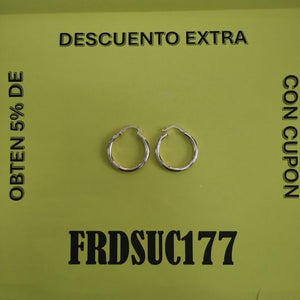 OBTEN 5% DE
DESCUENTO EXTRA
CON CUPON
FRDSUC177